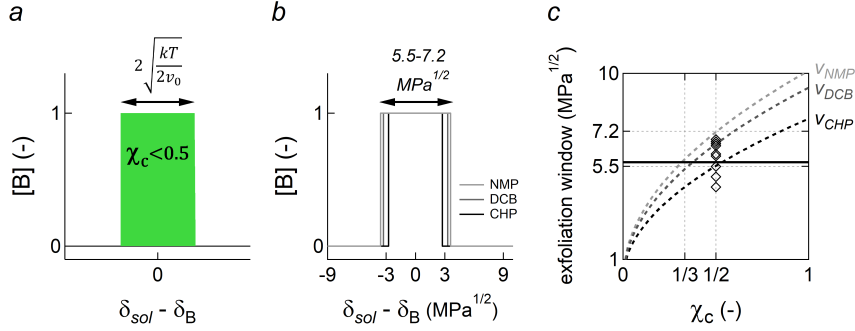 a
2√(kT/2v₀)
[B] (-)
1
χc<0.5
0
0
δsol - δB
b
5.5-7.2
MPa^1/2
[B] (-)
1
NMP
DCB
CHP
0
-9 -3 0 3 9
δsol - δB (MPa^1/2)
c
exfoliation window (MPa^1/2)
10
7.2
5.5
1
vNMP
vDCB
vCHP
0 1/3 1/2 1
χc (-)